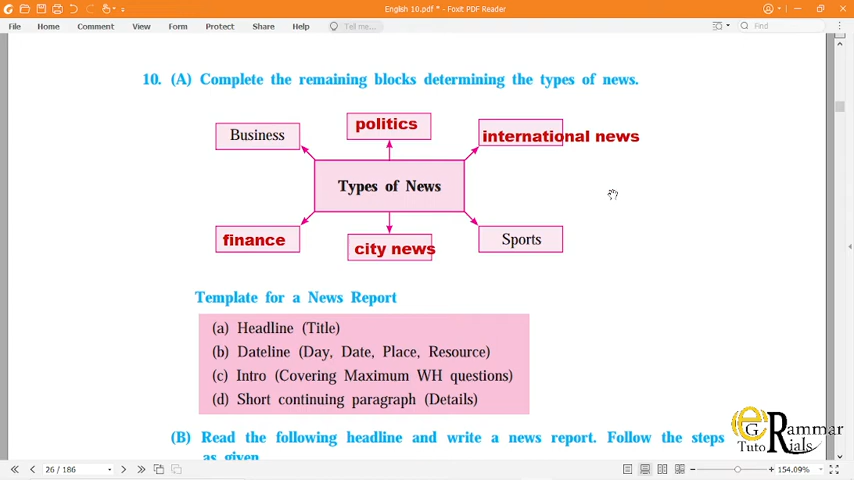 English 10.pdf * - Foxit PDF Reader
File Home Comment View Form Protect Share Help Tell me... Find
10. (A) Complete the remaining blocks determining the types of news.
politics
Business
international news
Types of News
finance
city news
Sports
Template for a News Report
(a) Headline (Title)
(b) Dateline (Day, Date, Place, Resource)
(c) Intro (Covering Maximum WH questions)
(d) Short continuing paragraph (Details)
(B) Read the following headline and write a news report. Follow the steps
as given
eGRammar
TutoRials
26 / 186
154.09%